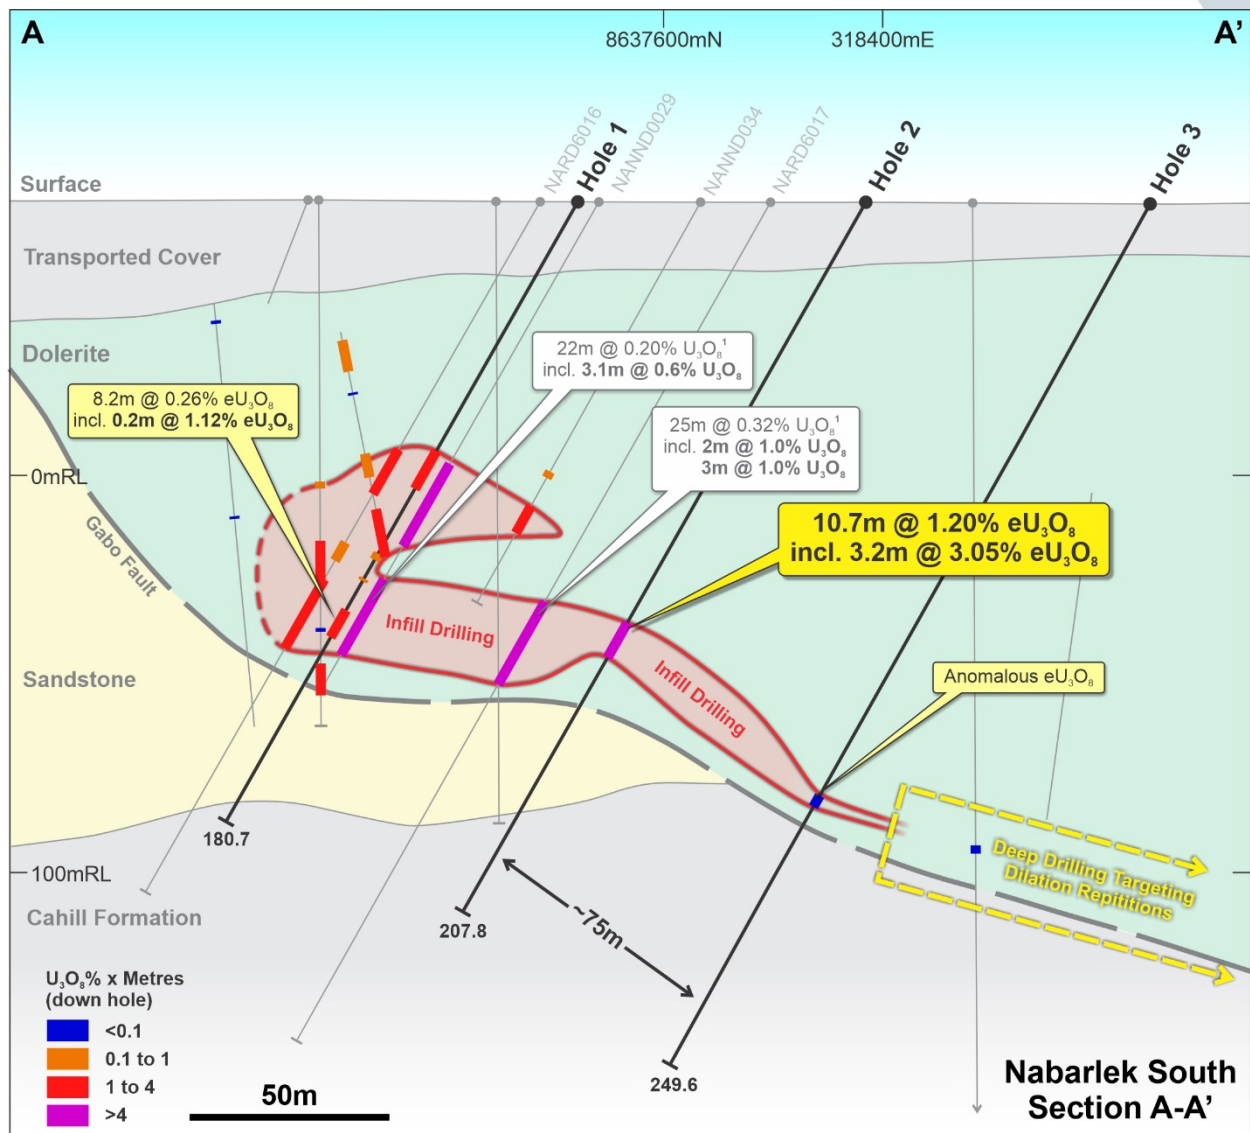 A
8637600mN
318400mE
A’
NARD6016
Hole 1
NANND0029
NANND034
NARD6017
Hole 2
Hole 3
Surface
Transported Cover
Dolerite
22m @ 0.20% U₃O₈¹
incl. 3.1m @ 0.6% U₃O₈
8.2m @ 0.26% eU₃O₈
incl. 0.2m @ 1.12% eU₃O₈
25m @ 0.32% U₃O₈¹
incl. 2m @ 1.0% U₃O₈
3m @ 1.0% U₃O₈
0mRL
10.7m @ 1.20% eU₃O₈
incl. 3.2m @ 3.05% eU₃O₈
Gabo Fault
Infill Drilling
Infill Drilling
Sandstone
Anomalous eU₃O₈
180.7
100mRL
Deep Drilling Targeting
Dilation Repititions
Cahill Formation
207.8
~75m
249.6
U₃O₈% x Metres
(down hole)
<0.1
0.1 to 1
1 to 4
>4
50m
Nabarlek South
Section A-A’